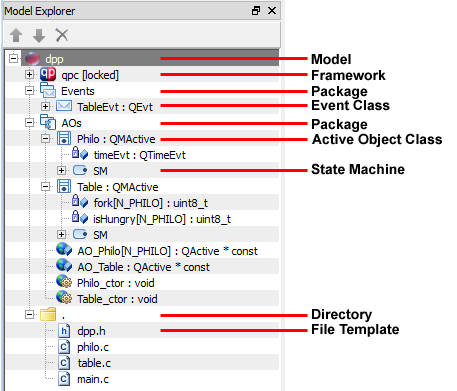 Model Explorer
dpp
Model
qpc [locked]
Framework
Events
Package
TableEvt : QEvt
Event Class
AOs
Package
Philo : QMActive
Active Object Class
timeEvt : QTimeEvt
SM
State Machine
Table : QMActive
fork[N_PHILO] : uint8_t
isHungry[N_PHILO] : uint8_t
SM
AO_Philo[N_PHILO] : QActive * const
AO_Table : QActive * const
Philo_ctor : void
Table_ctor : void
.
Directory
dpp.h
File Template
philo.c
table.c
main.c